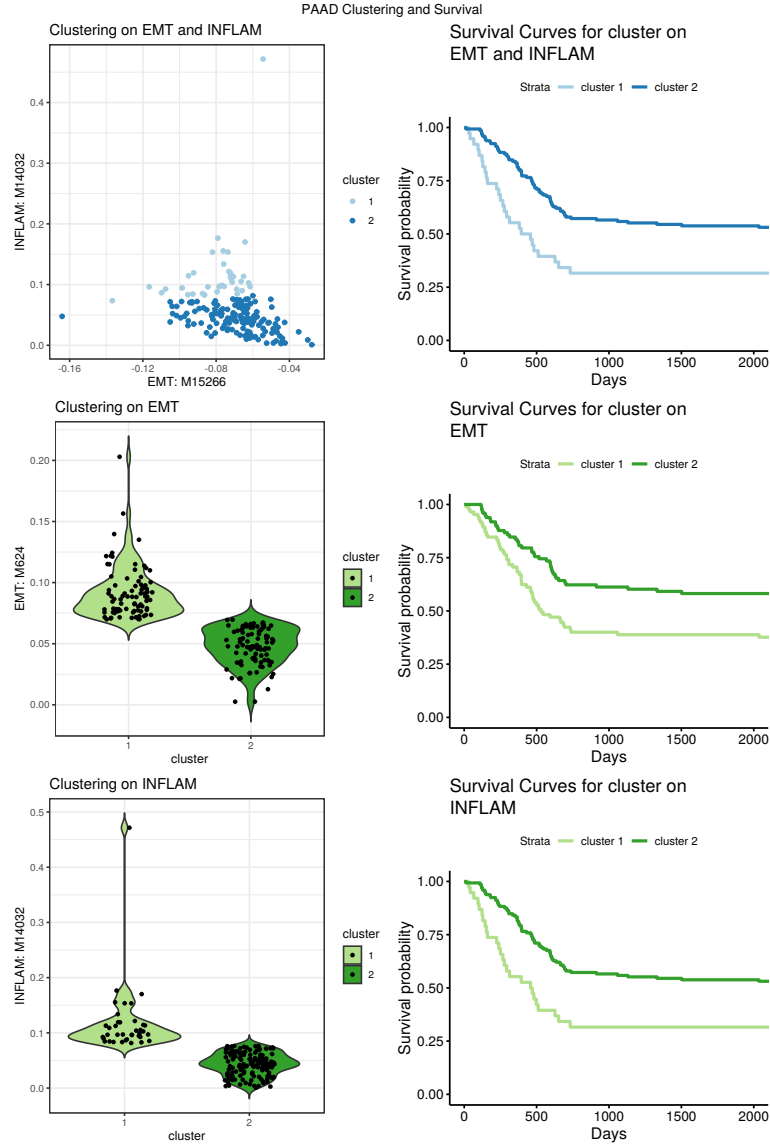 PAAD Clustering and Survival
Clustering on EMT and INFLAM
INFLAM: M14032
0.4
0.3
0.2
0.1
0.0
-0.16
-0.12
-0.08
-0.04
EMT: M15266
cluster
1
2
Survival Curves for cluster on
EMT and INFLAM
Strata cluster 1 cluster 2
Survival probability
1.00
0.75
0.50
0.25
0.00
0
500
1000
1500
2000
Days
Clustering on EMT
EMT: M624
0.20
0.15
0.10
0.05
0.00
1
2
cluster
cluster
1
2
Survival Curves for cluster on
EMT
Strata cluster 1 cluster 2
Survival probability
1.00
0.75
0.50
0.25
0.00
0
500
1000
1500
2000
Days
Clustering on INFLAM
INFLAM: M14032
0.5
0.4
0.3
0.2
0.1
0.0
1
2
cluster
cluster
1
2
Survival Curves for cluster on
INFLAM
Strata cluster 1 cluster 2
Survival probability
1.00
0.75
0.50
0.25
0.00
0
500
1000
1500
2000
Days